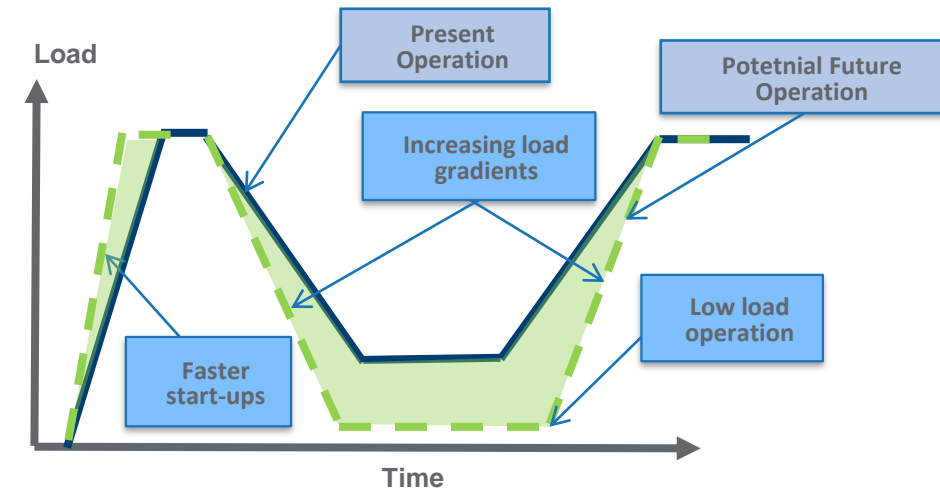 Load
Present
Operation
Potetnial Future
Operation
Increasing load
gradients
Low load
operation
Faster
start-ups
Time